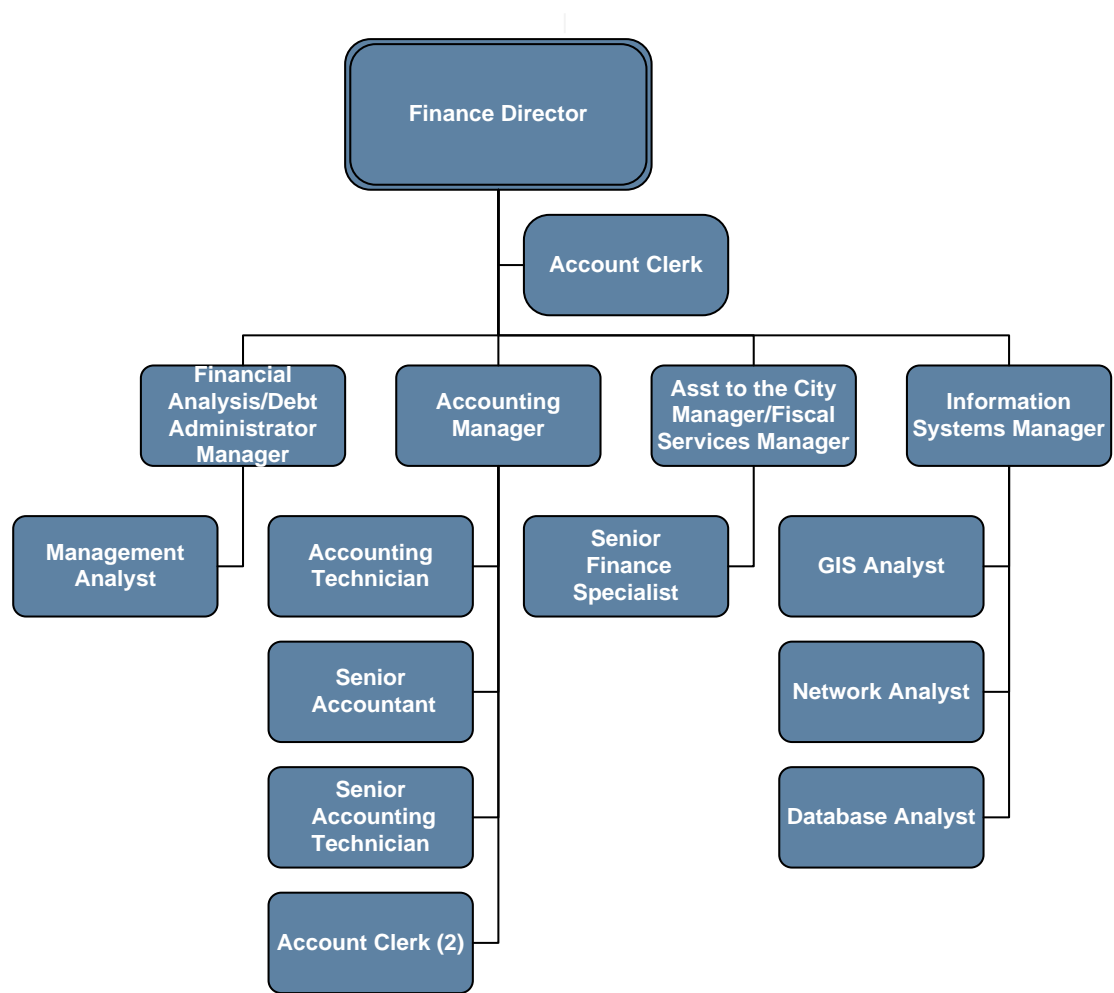 Finance Director
Account Clerk
Financial
Analysis/Debt
Administrator
Manager
Accounting
Manager
Asst to the City
Manager/Fiscal
Services Manager
Information
Systems Manager
Management
Analyst
Accounting
Technician
Senior
Finance
Specialist
GIS Analyst
Senior
Accountant
Network Analyst
Senior
Accounting
Technician
Database Analyst
Account Clerk (2)